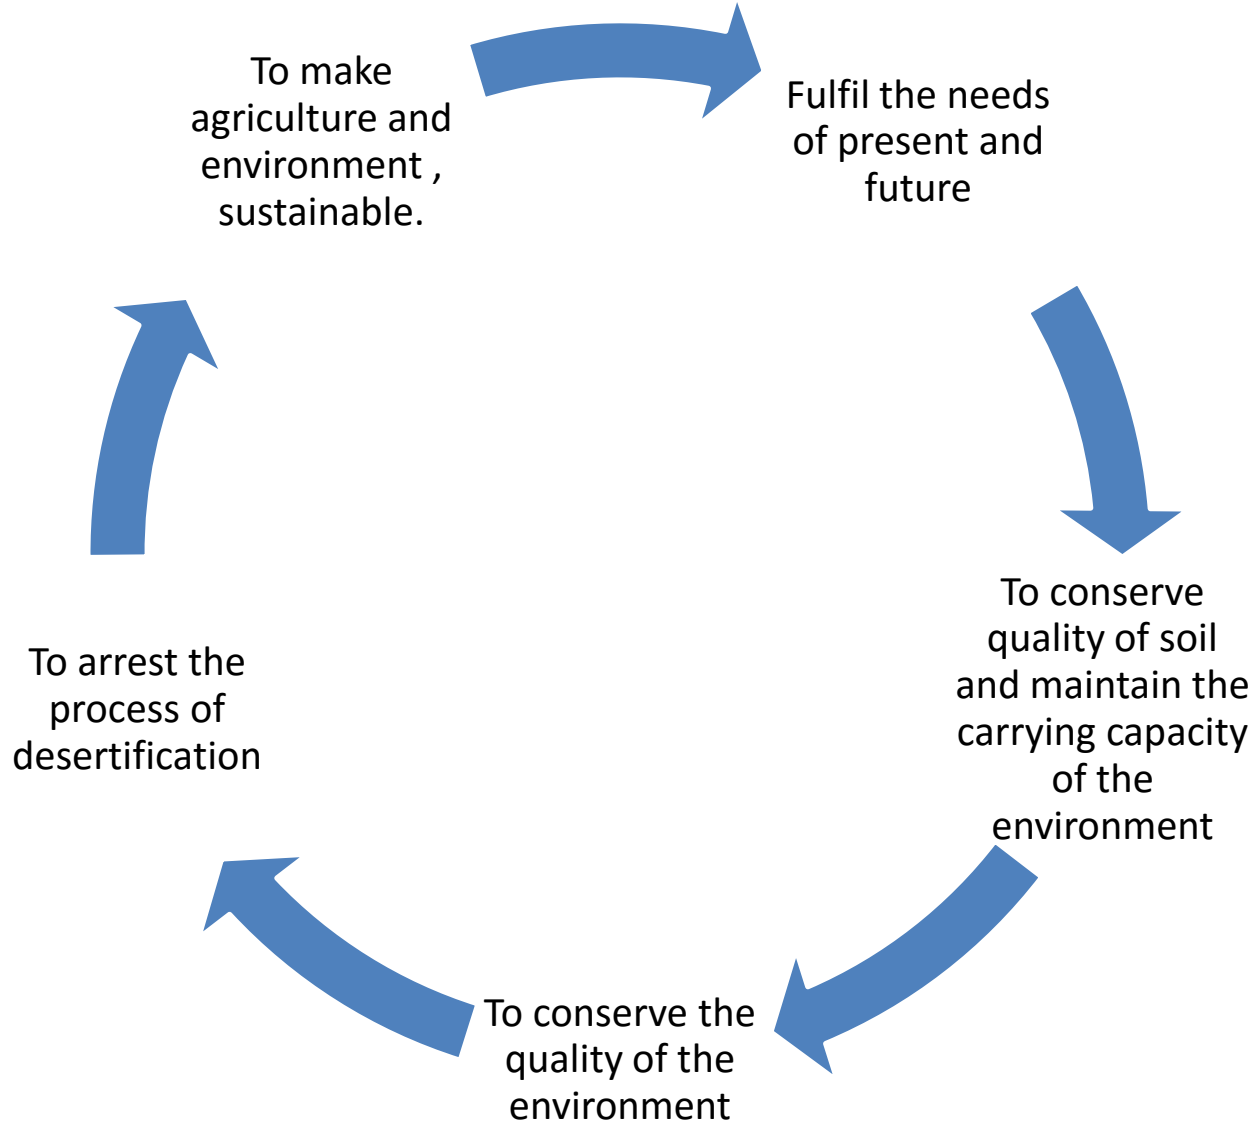 To make
agriculture and
environment ,
sustainable.
Fulfil the needs
of present and
future
To conserve
quality of soil
and maintain the
carrying capacity
of the
environment
To conserve the
quality of the
environment
To arrest the
process of
desertification